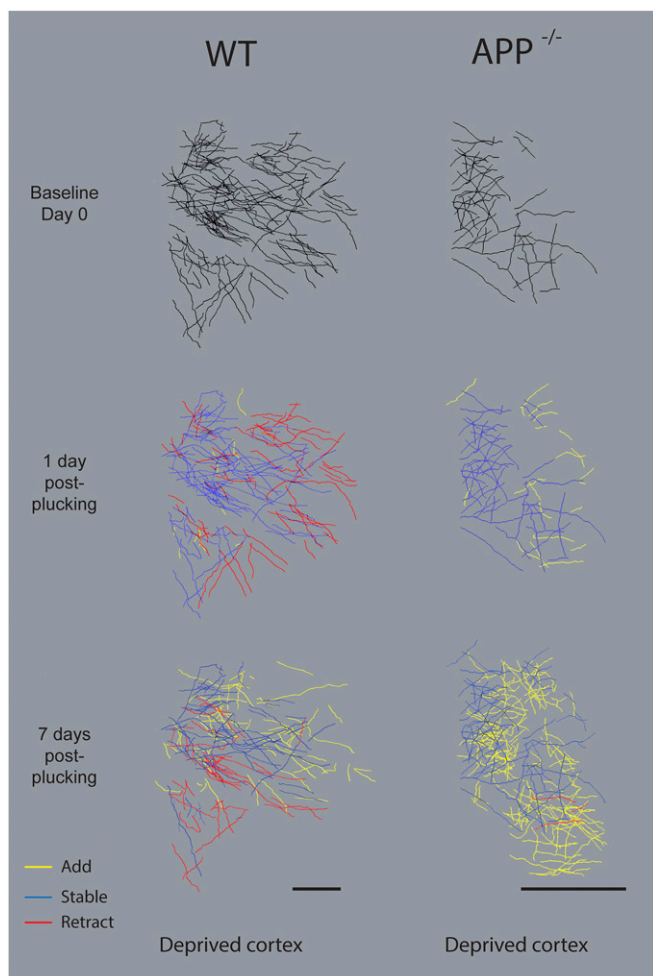 WT
APP -/-
Baseline
Day 0
1 day
post-
plucking
7 days
post-
plucking
Add
Stable
Retract
Deprived cortex
Deprived cortex